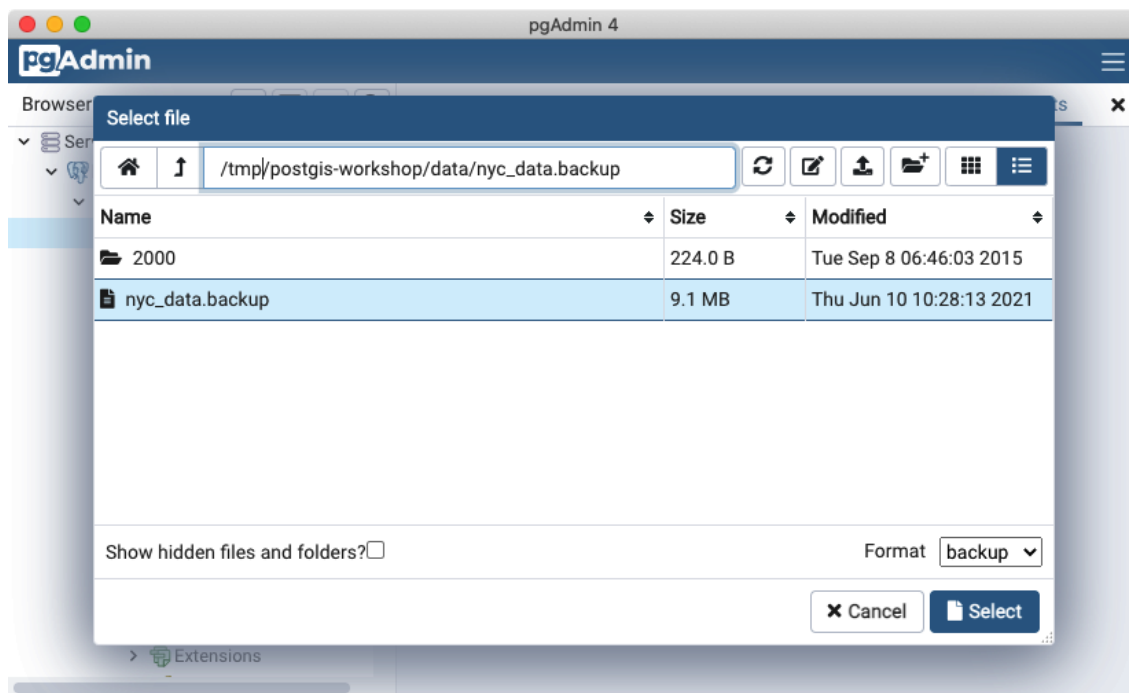 pgAdmin 4
pgAdmin
Browser
ts
Select file
Ser
/tmp/postgis-workshop/data/nyc_data.backup
Name Size Modified
2000 224.0 B Tue Sep 8 06:46:03 2015
nyc_data.backup 9.1 MB Thu Jun 10 10:28:13 2021
Show hidden files and folders? Format backup
Cancel Select
Extensions